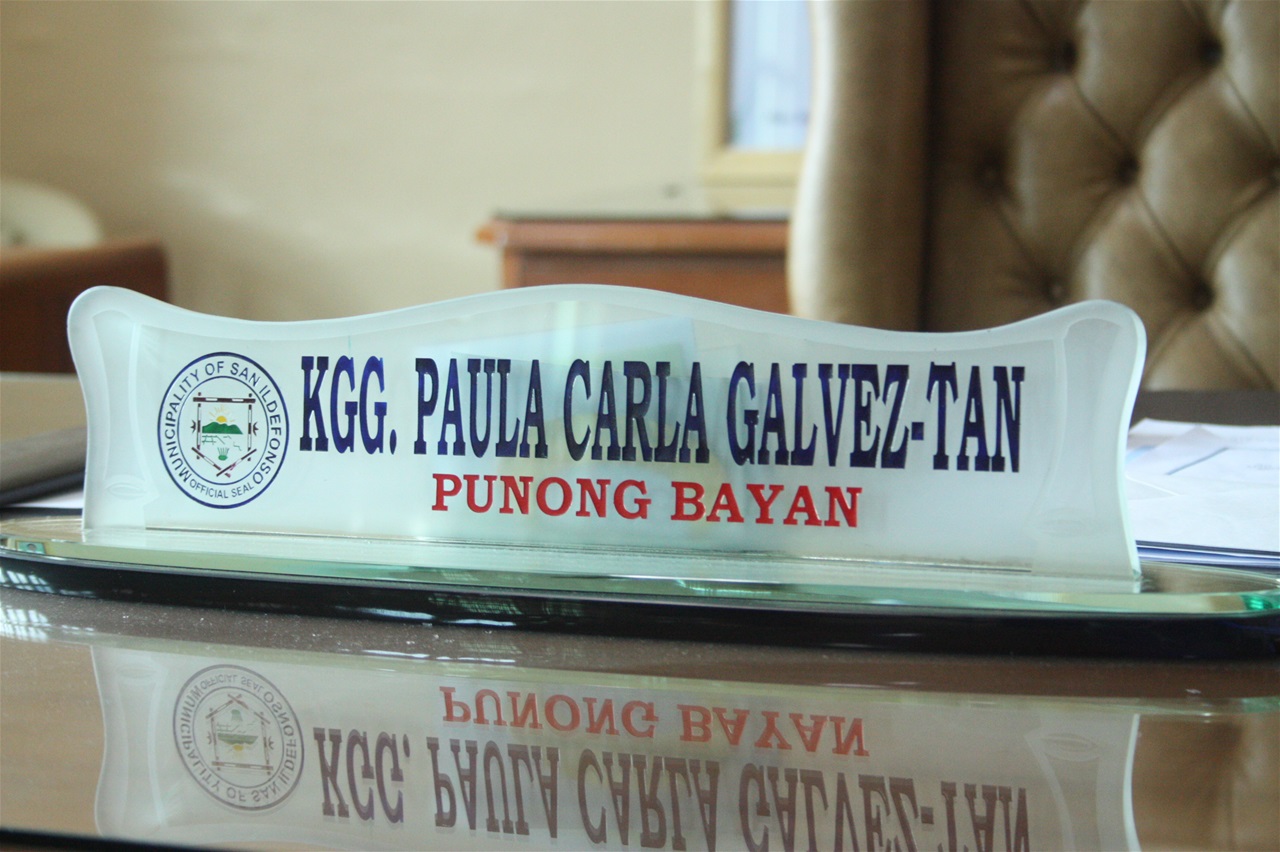 MUNICIPALITY OF SAN ILDEFONSO
OFFICIAL SEAL
KGG. PAULA CARLA GALVEZ-TAN
PUNONG BAYAN